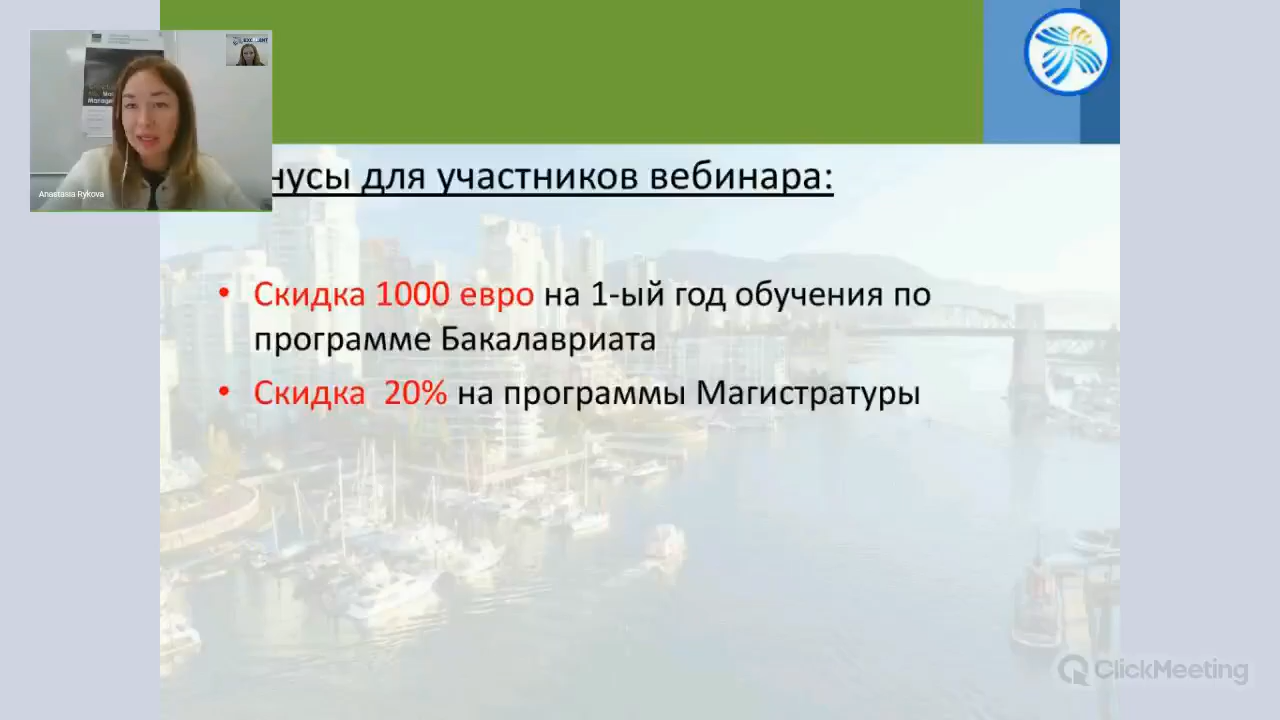 Anastasia Rykova
нусы для участников вебинара:
• Скидка 1000 евро на 1-ый год обучения по
программе Бакалавриата
• Скидка 20% на программы Магистратуры
ClickMeeting